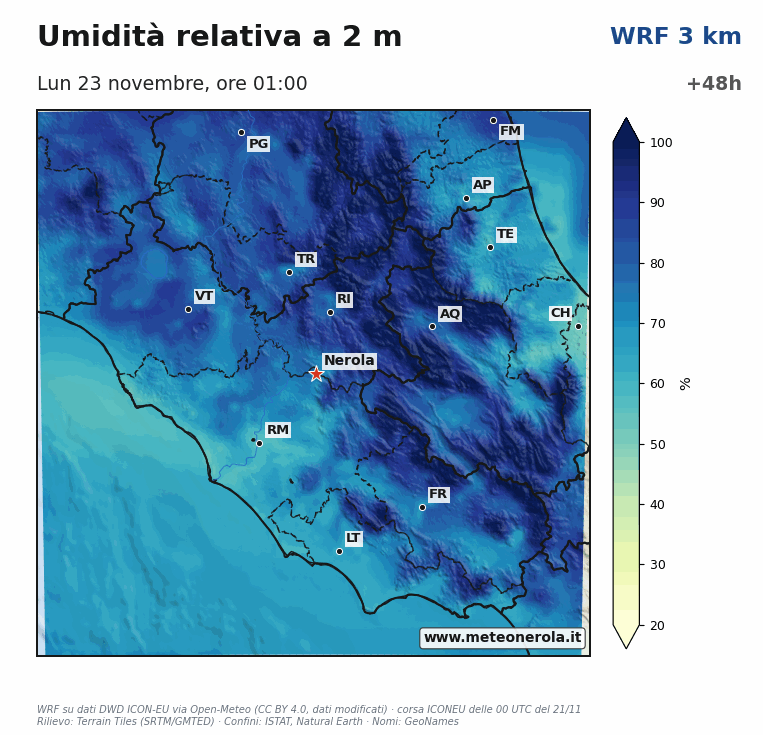 Umidità relativa a 2 m
WRF 3 km
Lun 23 novembre, ore 01:00
+48h
FM
PG
AP
TE
TR
VT
RI
AQ
CH
Nerola
RM
FR
LT
100
90
80
70
60
50
40
30
20
%
www.meteonerola.it
WRF su dati DWD ICON-EU via Open-Meteo (CC BY 4.0, dati modificati) · corsa ICONEU delle 00 UTC del 21/11
Rilievo: Terrain Tiles (SRTM/GMTED) · Confini: ISTAT, Natural Earth · Nomi: GeoNames